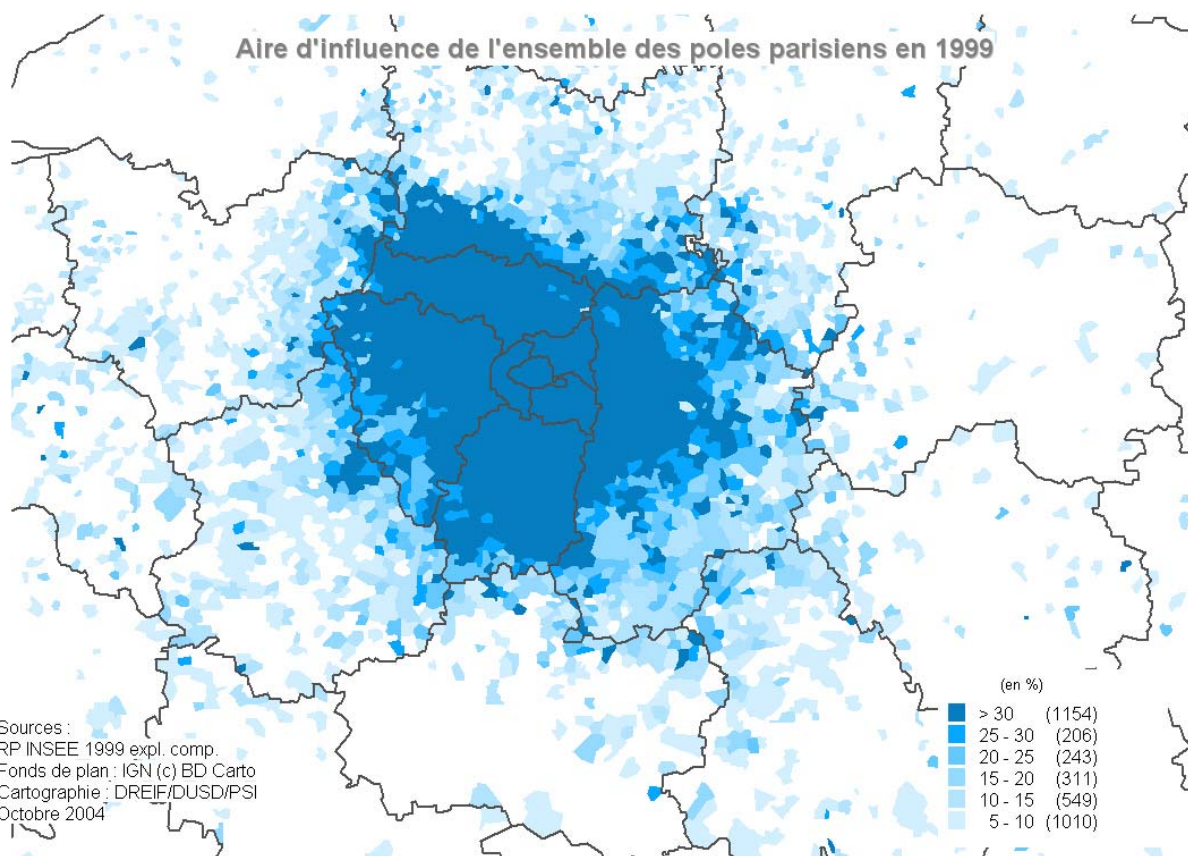 Aire d'influence de l'ensemble des poles parisiens en 1999
(en %)
> 30 (1154)
25 - 30 (206)
20 - 25 (243)
15 - 20 (311)
10 - 15 (549)
5 - 10 (1010)
Sources :
RP INSEE 1999 expl. comp.
Fonds de plan : IGN (c) BD Carto
Cartographie : DREIF/DUSD/PSI
Octobre 2004